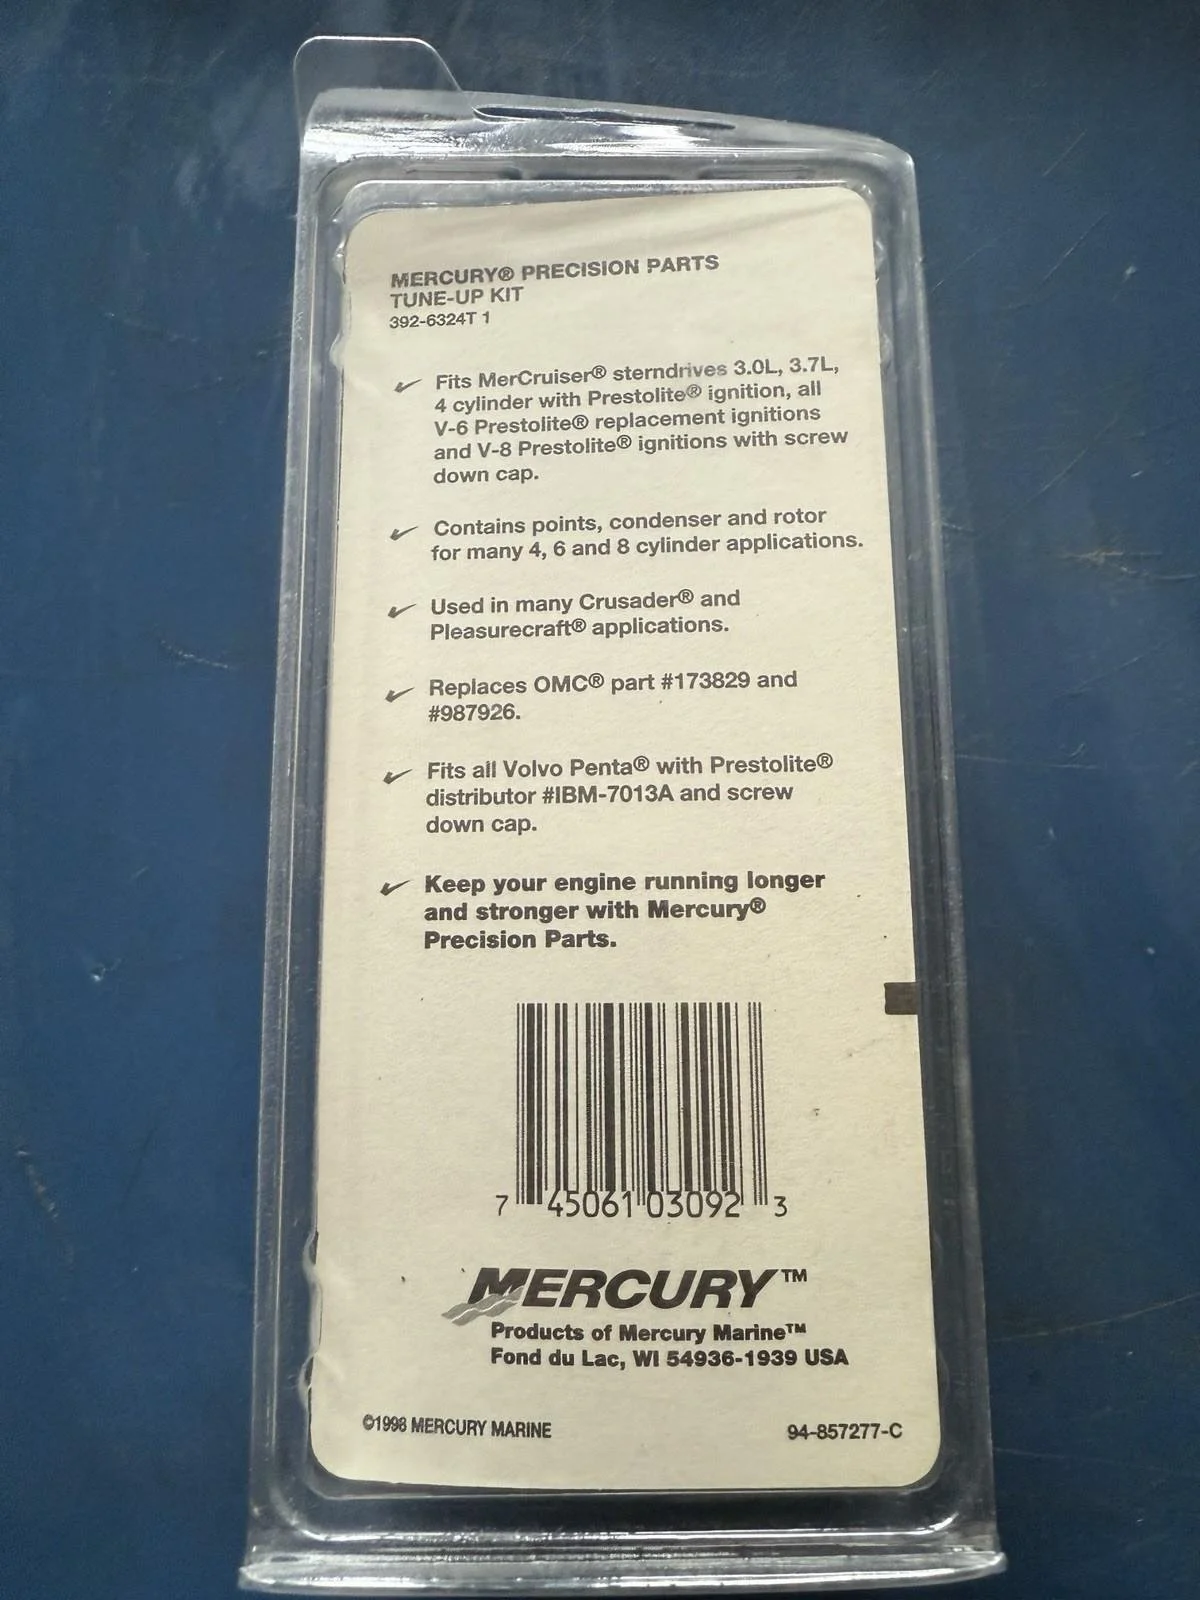 MERCURY® PRECISION PARTS
TUNE-UP KIT
392-6324T 1
Fits MerCruiser® sterndrives 3.0L, 3.7L,
4 cylinder with Prestolite® ignition, all
V-6 Prestolite® replacement ignitions
and V-8 Prestolite® ignitions with screw
down cap.
Contains points, condenser and rotor
for many 4, 6 and 8 cylinder applications.
Used in many Crusader® and
Pleasurecraft® applications.
Replaces OMC® part #173829 and
#987926.
Fits all Volvo Penta® with Prestolite®
distributor #IBM-7013A and screw
down cap.
Keep your engine running longer
and stronger with Mercury®
Precision Parts.
7 45061 03092 3
MERCURY™
Products of Mercury Marine™
Fond du Lac, WI 54936-1939 USA
©1998 MERCURY MARINE
94-857277-C